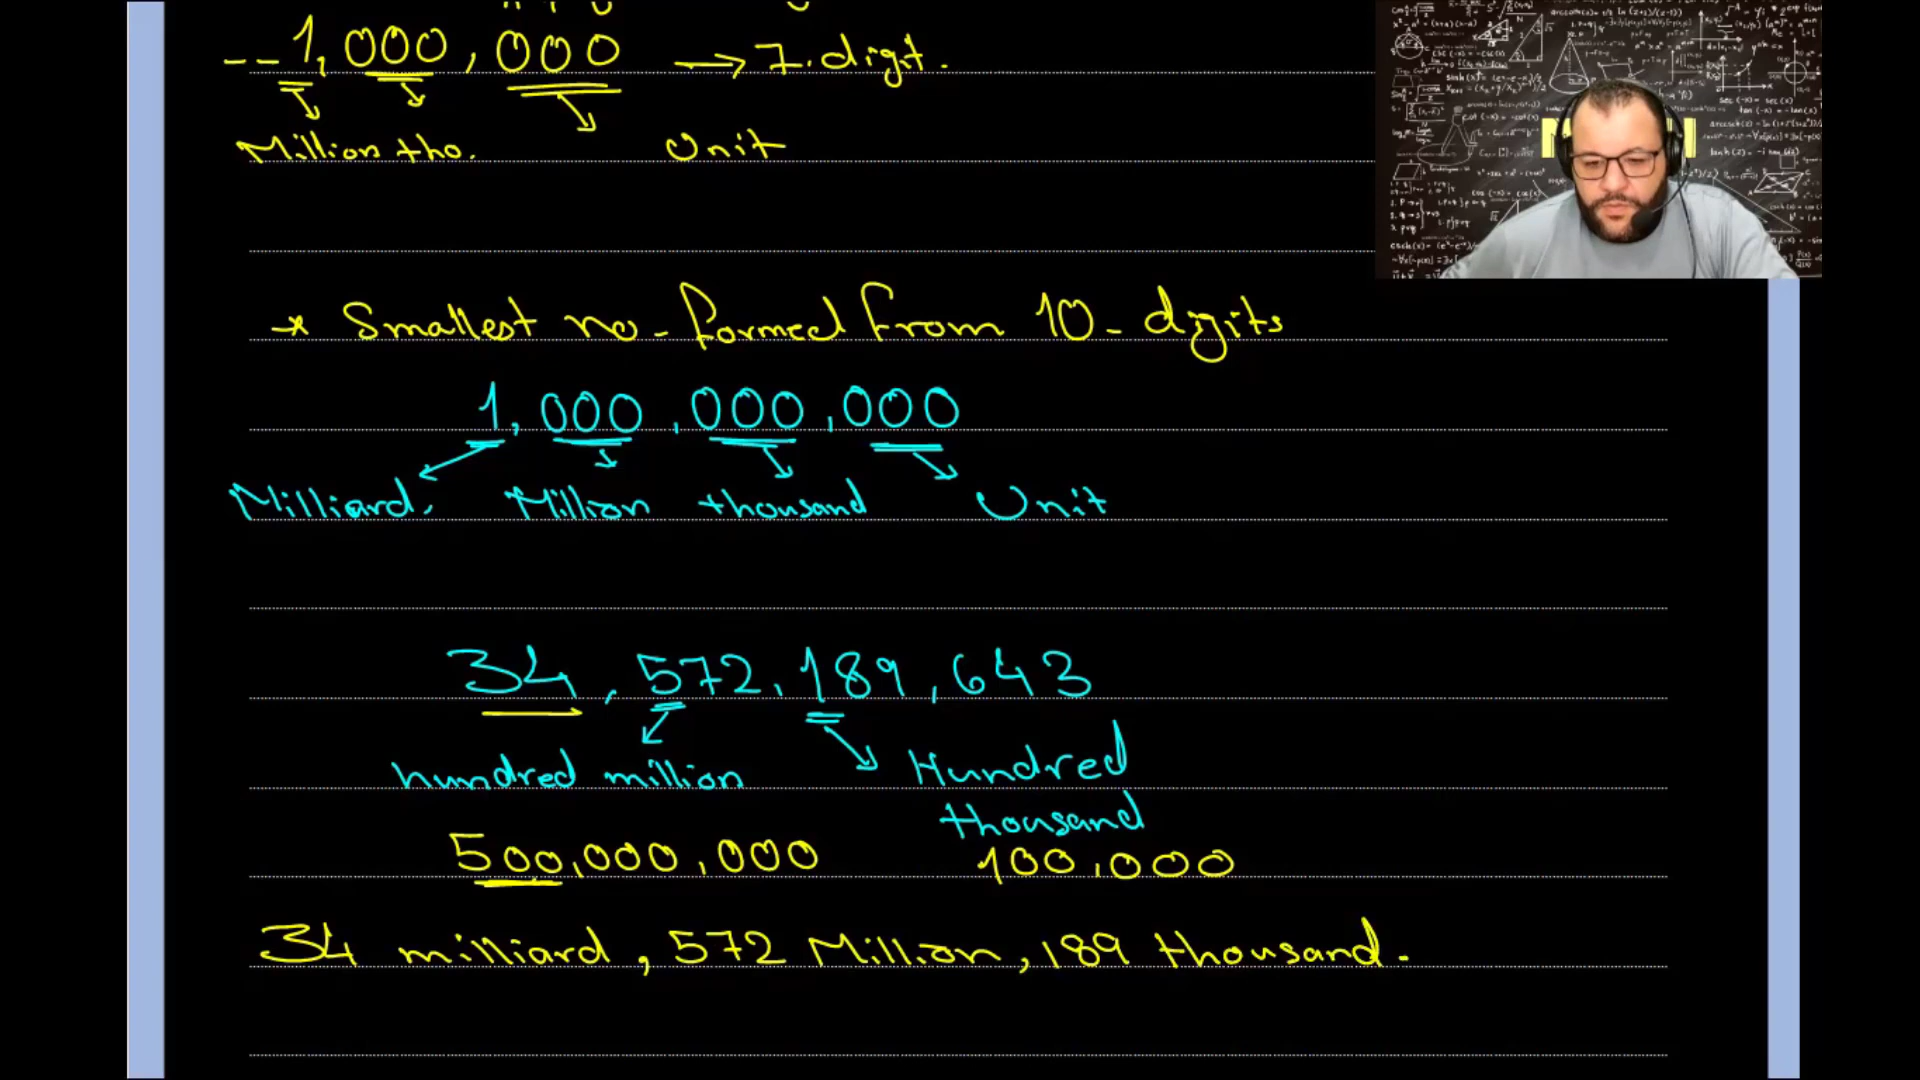 --1,000,000 → 7.digit.
Million tho. Unit
* Smallest no-formed from 10-digits
1,000,000,000
Milliard, Million thousand Unit
34,572,189,643
hundred million Hundred
thousand
500,000,000 100,000
34 milliard, 572 Million, 189 thousand.